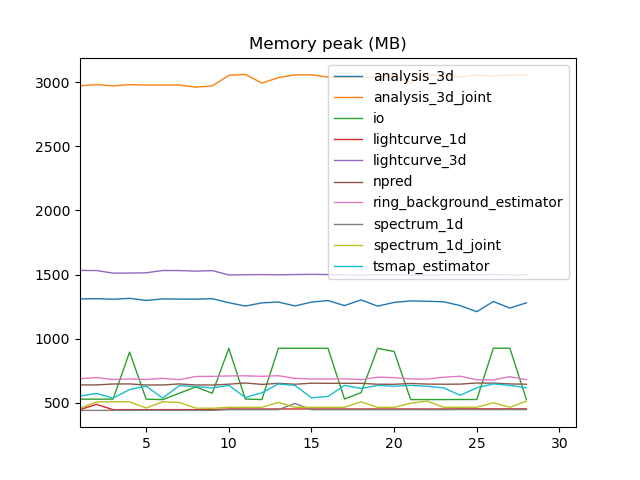 Memory peak (MB)
3000
2500
2000
1500
1000
500
analysis_3d
analysis_3d_joint
io
lightcurve_1d
lightcurve_3d
npred
ring_background_estimator
spectrum_1d
spectrum_1d_joint
tsmap_estimator
5 10 15 20 25 30